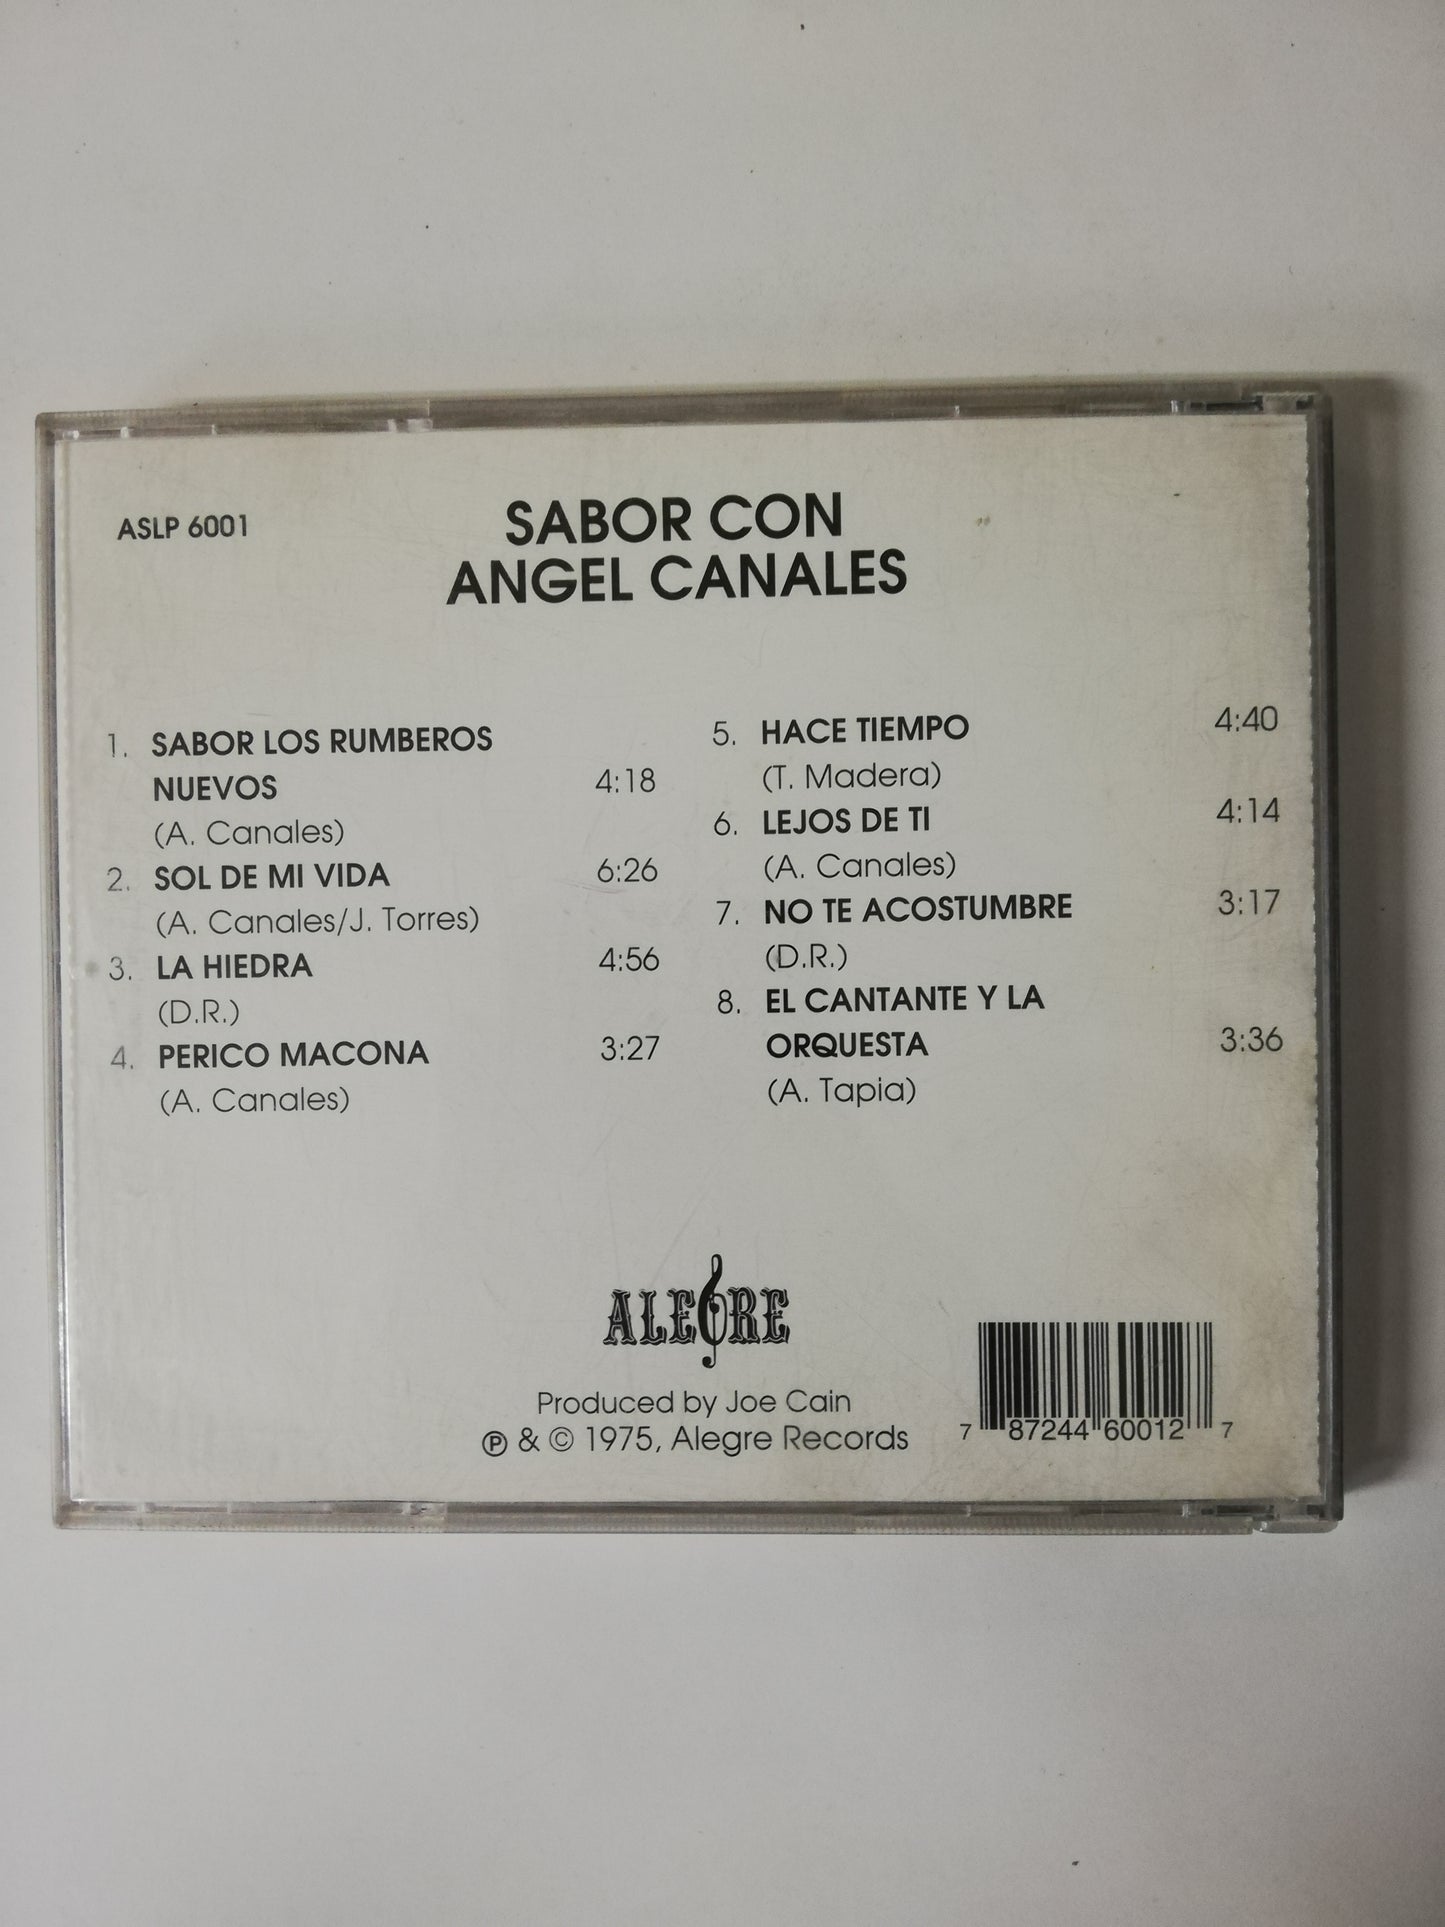 ASLP 6001
SABOR CON
ANGEL CANALES
1. SABOR LOS RUMBEROS
NUEVOS 4:18
(A. Canales)
2. SOL DE MI VIDA 6:26
(A. Canales/J. Torres)
3. LA HIEDRA 4:56
(D.R.)
4. PERICO MACONA 3:27
(A. Canales)
5. HACE TIEMPO 4:40
(T. Madera)
6. LEJOS DE TI 4:14
(A. Canales)
7. NO TE ACOSTUMBRE 3:17
(D.R.)
8. EL CANTANTE Y LA
ORQUESTA 3:36
(A. Tapia)
ALEGRE
Produced by Joe Cain
℗ & © 1975, Alegre Records
7 87244 60012 7